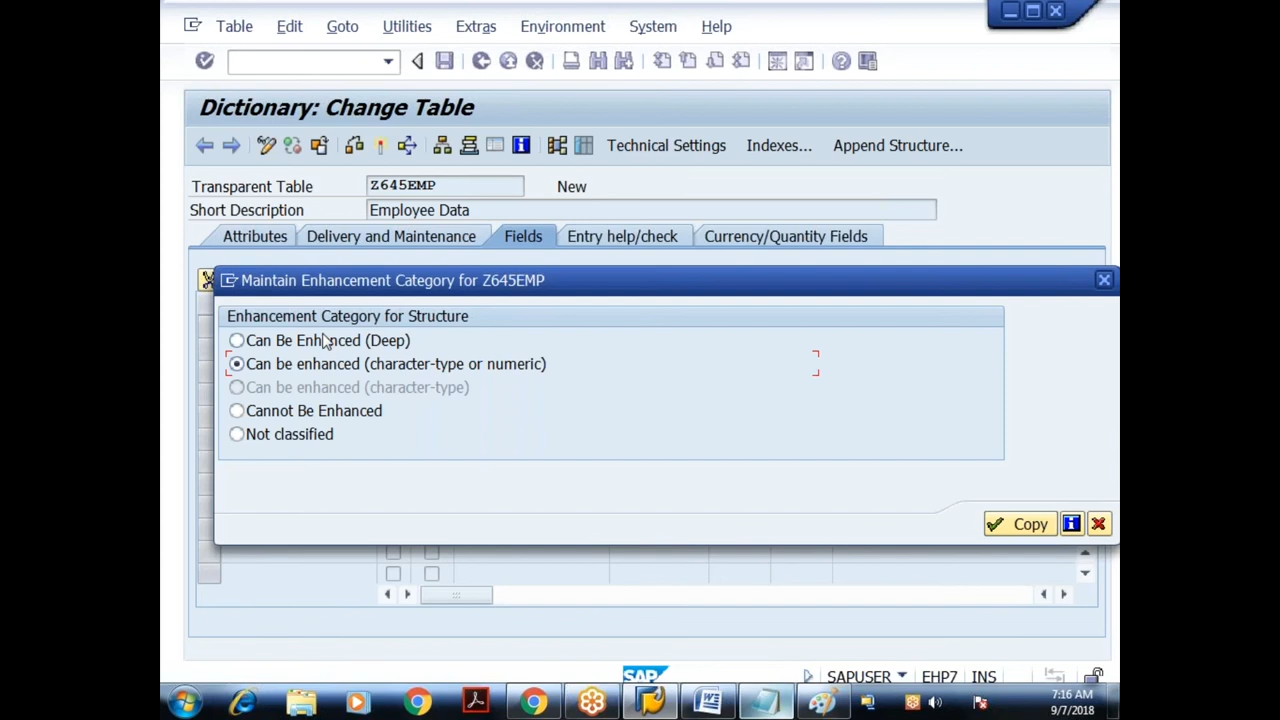 Table Edit Goto Utilities Extras Environment System Help
Dictionary: Change Table
Technical Settings Indexes... Append Structure...
Transparent Table Z645EMP New
Short Description Employee Data
Attributes Delivery and Maintenance Fields Entry help/check Currency/Quantity Fields
Maintain Enhancement Category for Z645EMP
Enhancement Category for Structure
Can Be Enhanced (Deep)
Can be enhanced (character-type or numeric)
Can be enhanced (character-type)
Cannot Be Enhanced
Not classified
Copy
SAP
SAPUSER EHP7 INS
7:16 AM
9/7/2018